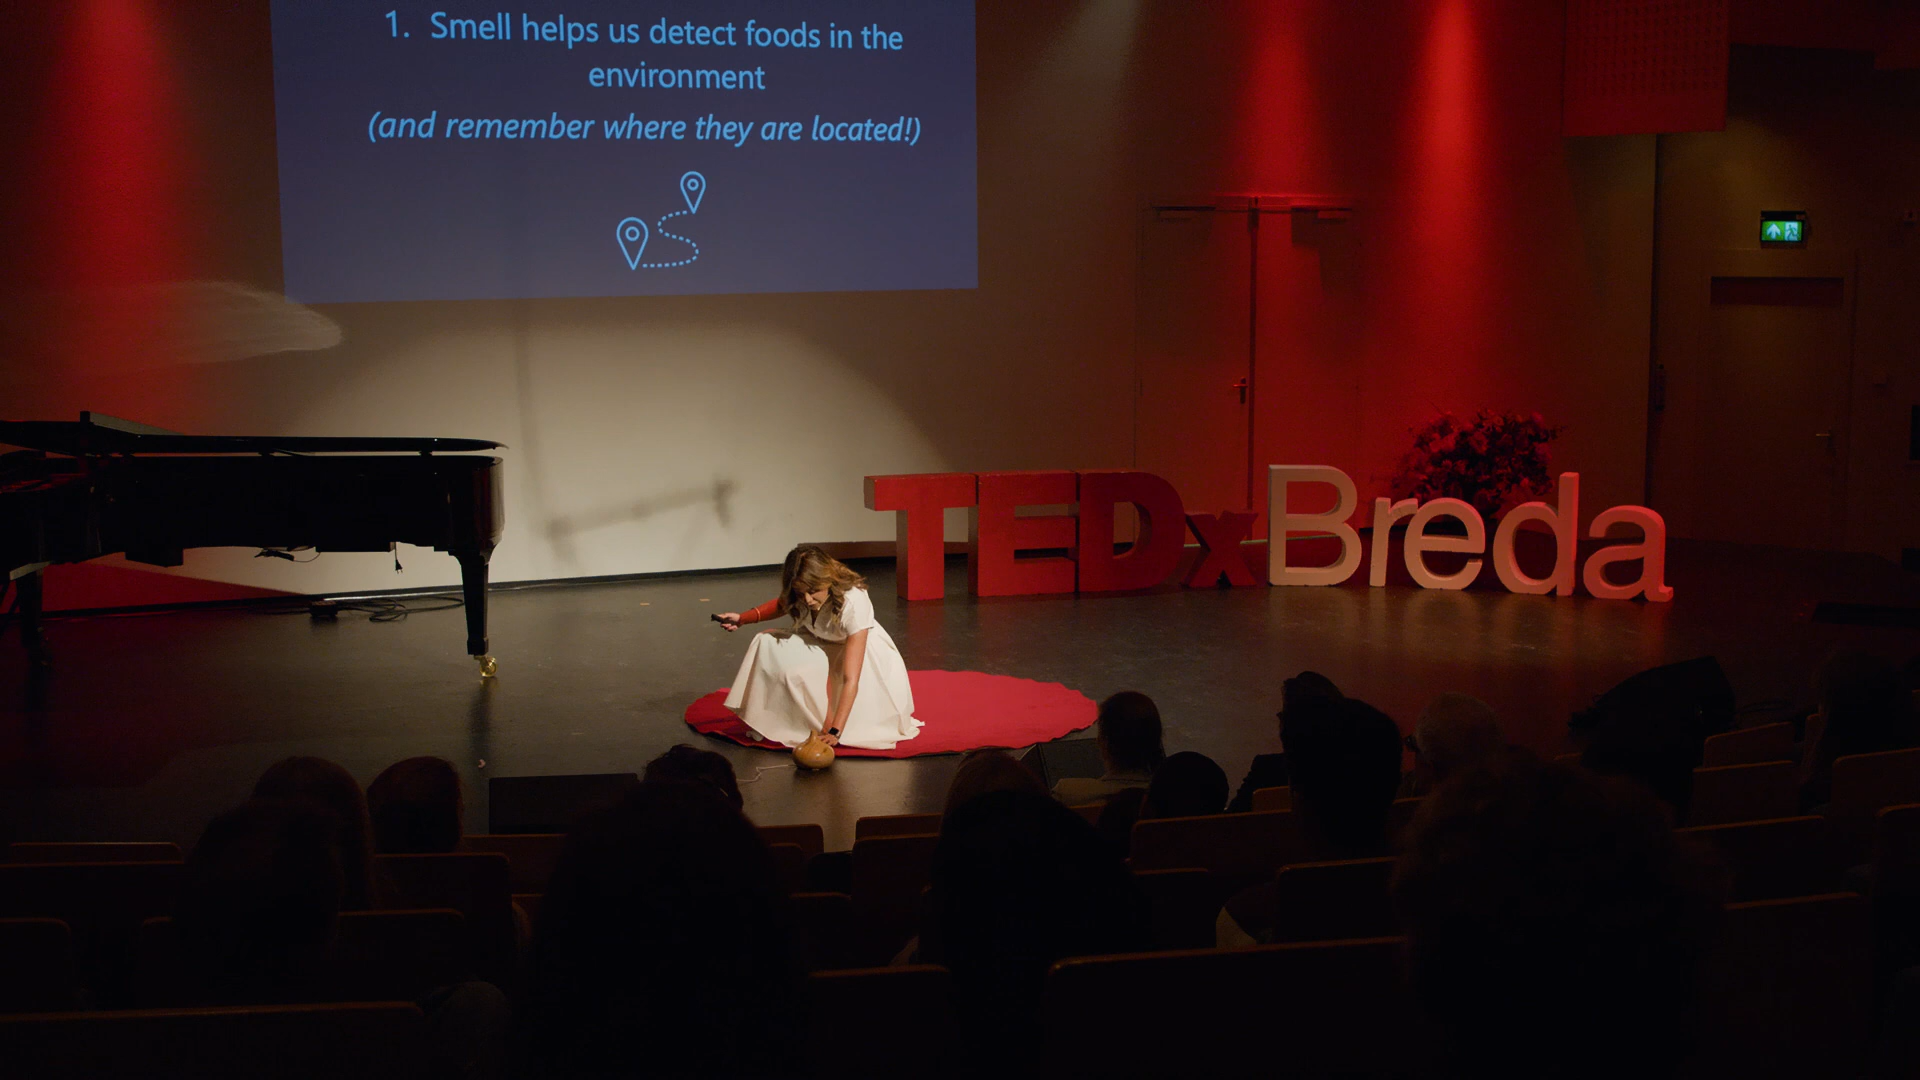 1. Smell helps us detect foods in the
environment
(and remember where they are located!)
TEDxBreda